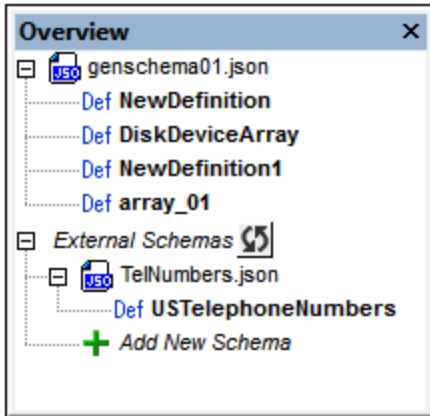 Overview
genschema01.json
Def NewDefinition
Def DiskDeviceArray
Def NewDefinition1
Def array_01
External Schemas
TelNumbers.json
Def USTelephoneNumbers
Add New Schema